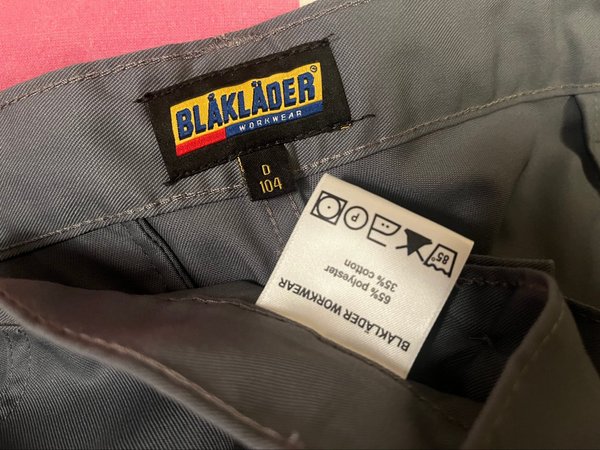 BLÅKLÄDER®
WORKWEAR
D
104
85°
P
65% polyester
35% cotton
BLÅKLÄDER WORKWEAR